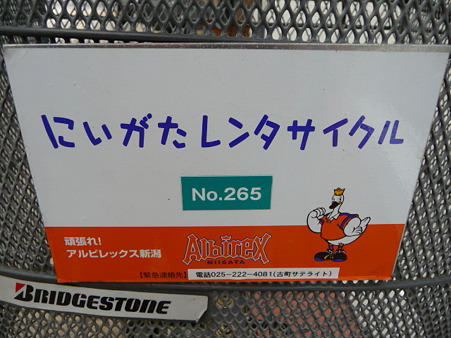 にいがたレンタサイクル
No.265
頑張れ!
アルビレックス新潟
AlbireX
NIIGATA
【緊急連絡先】 電話025-222-4081(古町サテライト)
BRIDGESTONE